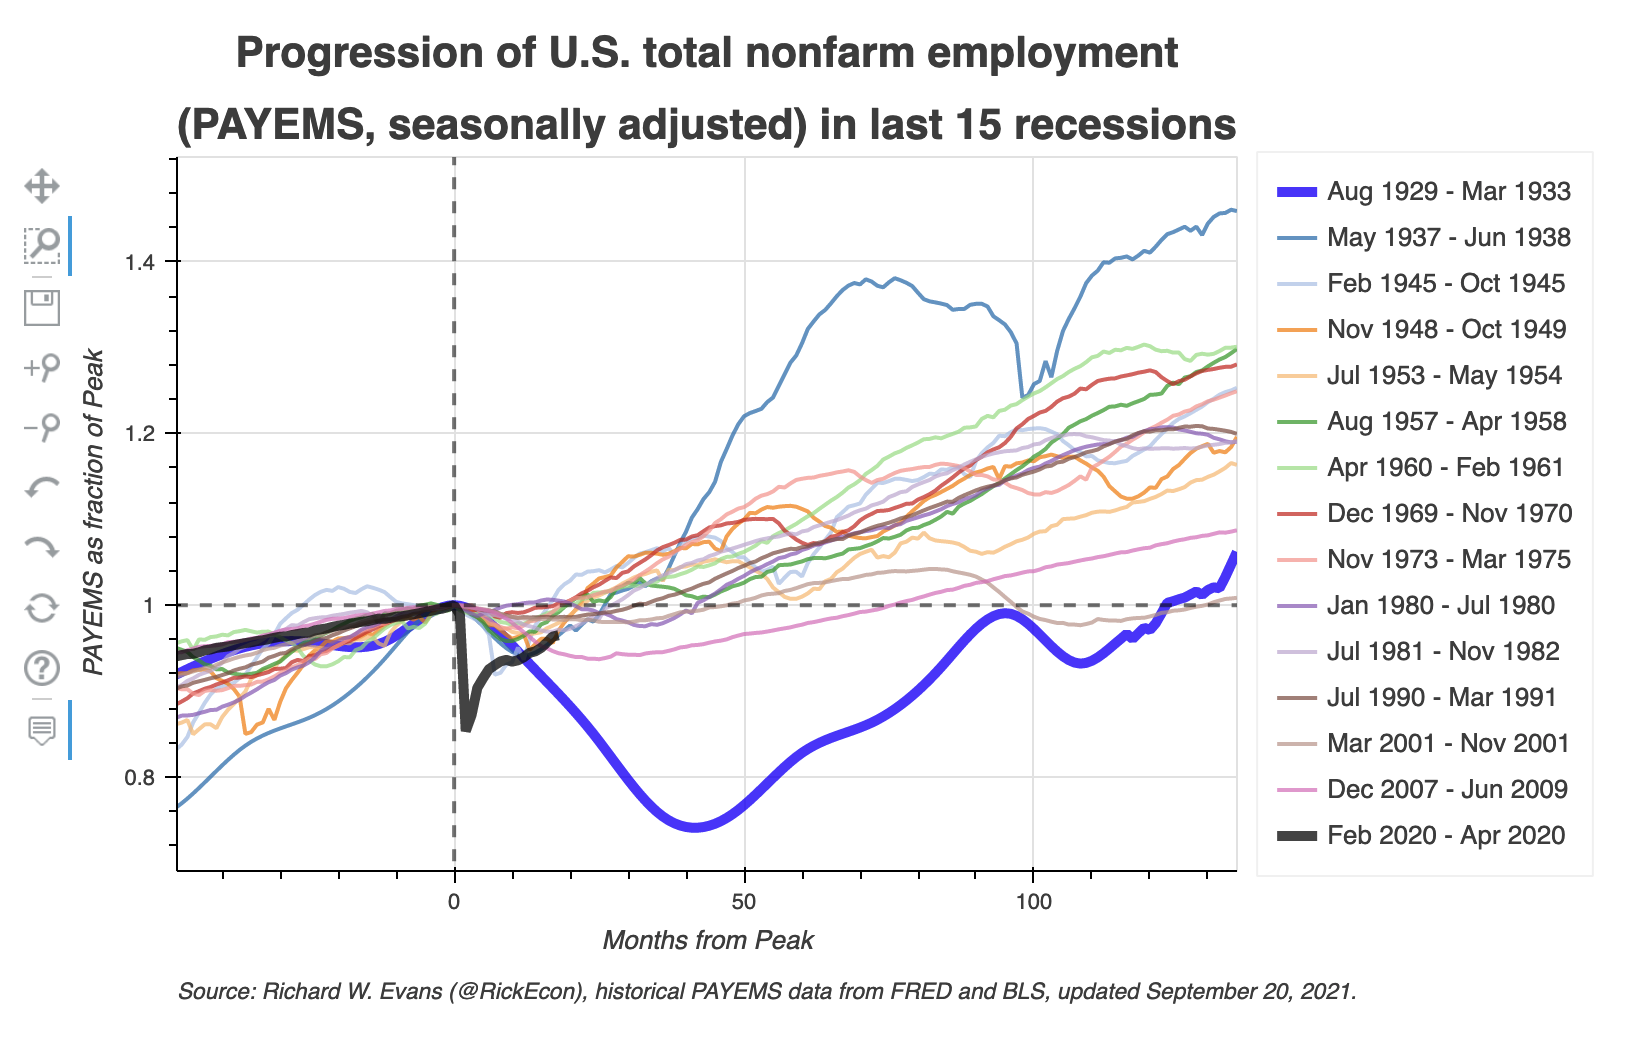 Progression of U.S. total nonfarm employment
(PAYEMS, seasonally adjusted) in last 15 recessions
PAYEMS as fraction of Peak
1.4
1.2
1
0.8
0
50
100
Months from Peak
Aug 1929 - Mar 1933
May 1937 - Jun 1938
Feb 1945 - Oct 1945
Nov 1948 - Oct 1949
Jul 1953 - May 1954
Aug 1957 - Apr 1958
Apr 1960 - Feb 1961
Dec 1969 - Nov 1970
Nov 1973 - Mar 1975
Jan 1980 - Jul 1980
Jul 1981 - Nov 1982
Jul 1990 - Mar 1991
Mar 2001 - Nov 2001
Dec 2007 - Jun 2009
Feb 2020 - Apr 2020
Source: Richard W. Evans (@RickEcon), historical PAYEMS data from FRED and BLS, updated September 20, 2021.